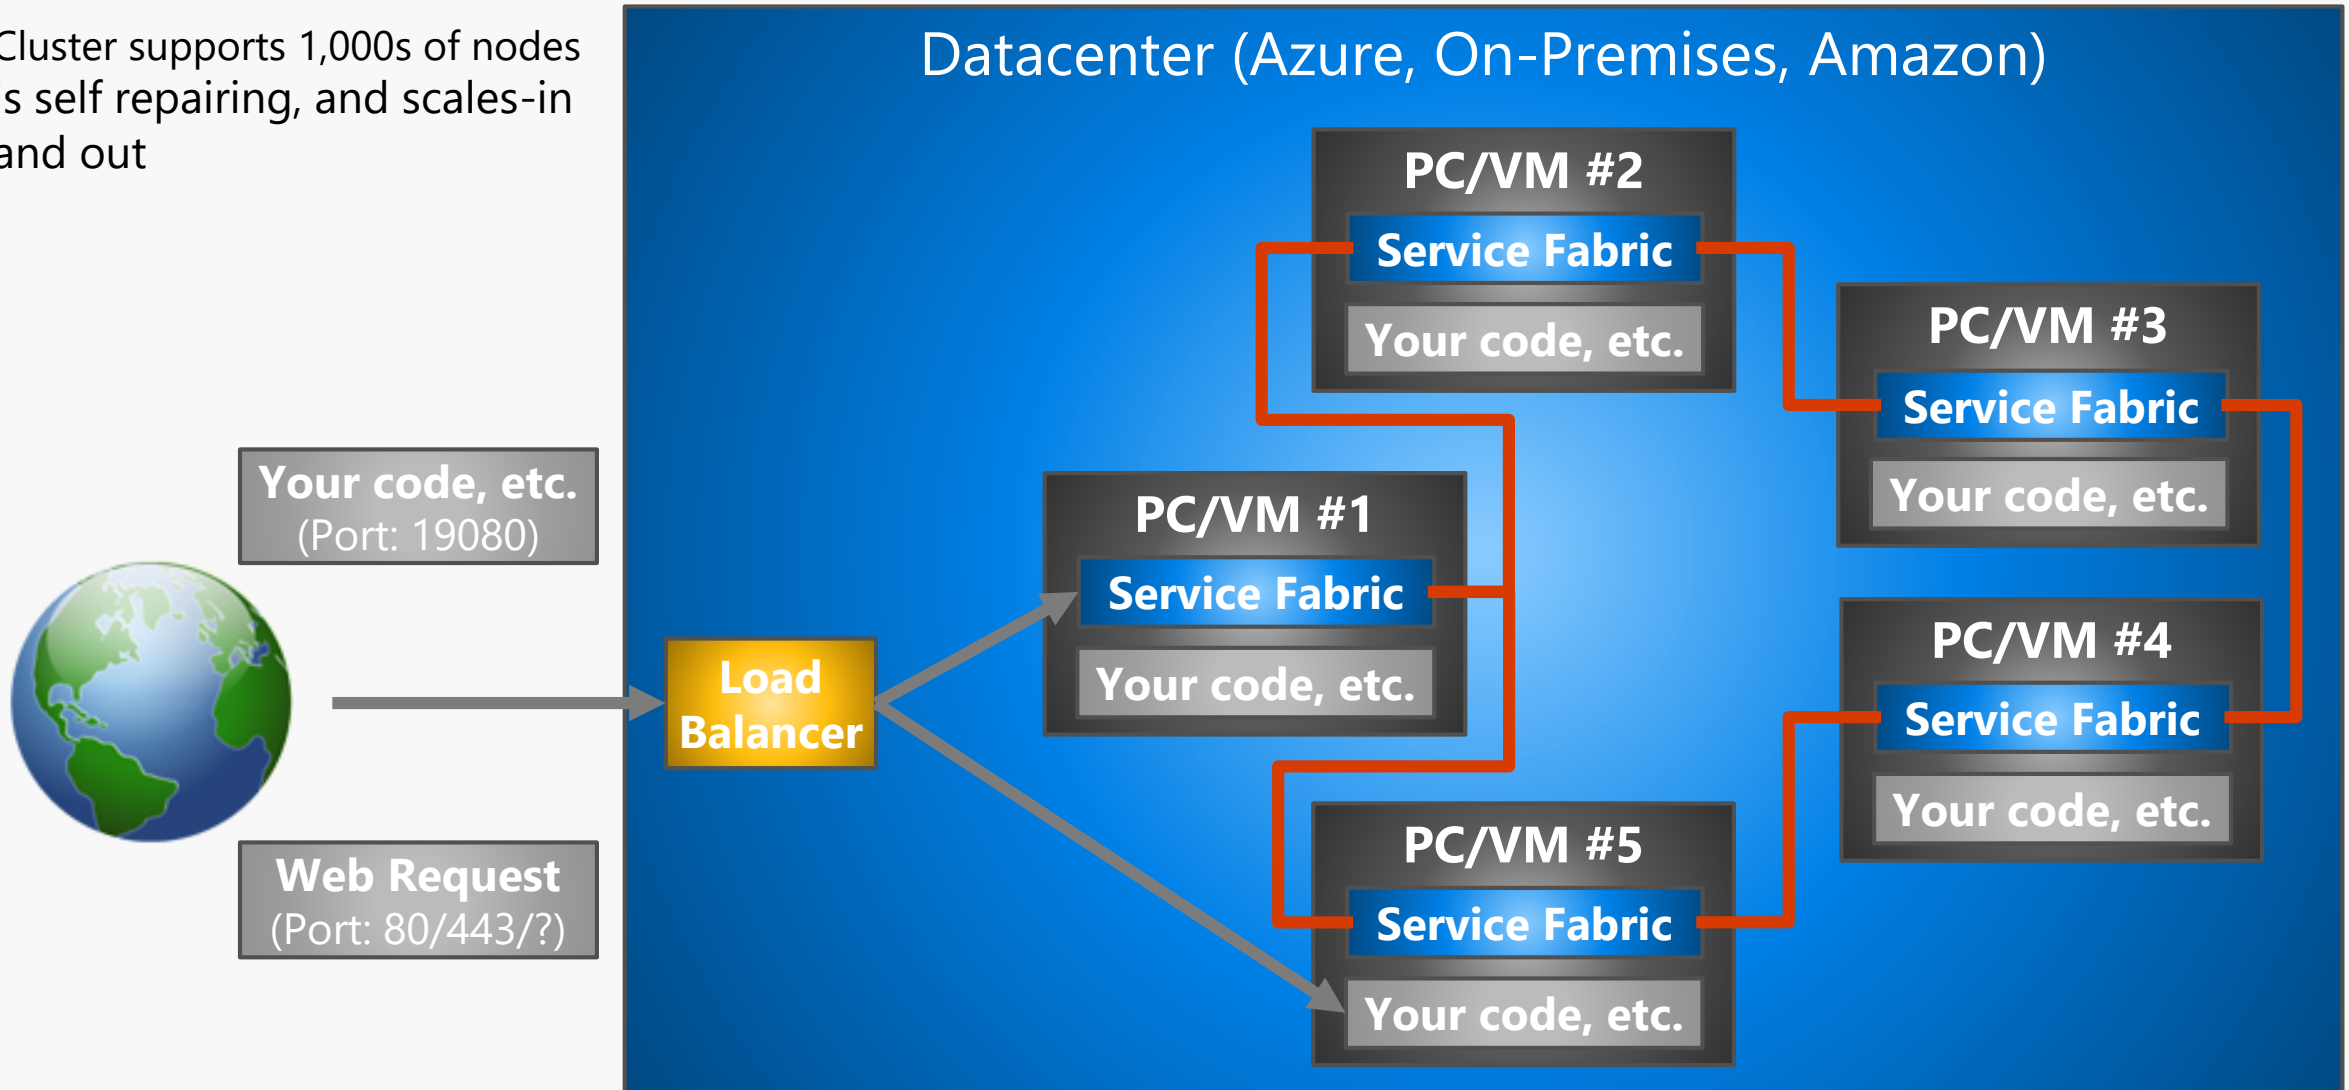 Cluster supports 1,000s of nodes
is self repairing, and scales-in
and out
Datacenter (Azure, On-Premises, Amazon)
PC/VM #2
Service Fabric
Your code, etc.
PC/VM #3
Service Fabric
Your code, etc.
Your code, etc.
(Port: 19080)
PC/VM #1
Service Fabric
Your code, etc.
Load
Balancer
PC/VM #4
Service Fabric
Your code, etc.
Web Request
(Port: 80/443/?)
PC/VM #5
Service Fabric
Your code, etc.